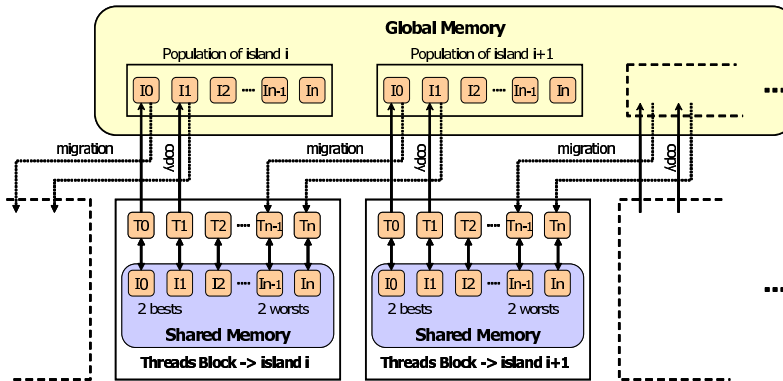 Global Memory
Population of island i
Population of island i+1
I0 I1 I2 ···· In-1 In
I0 I1 I2 ···· In-1 In
...
migration copy migration copy migration copy
T0 T1 T2 ···· Tn-1 Tn
T0 T1 T2 ···· Tn-1 Tn
I0 I1 I2 ···· In-1 In
I0 I1 I2 ···· In-1 In
...
2 bests 2 worsts
2 bests 2 worsts
Shared Memory
Shared Memory
Threads Block -> island i
Threads Block -> island i+1